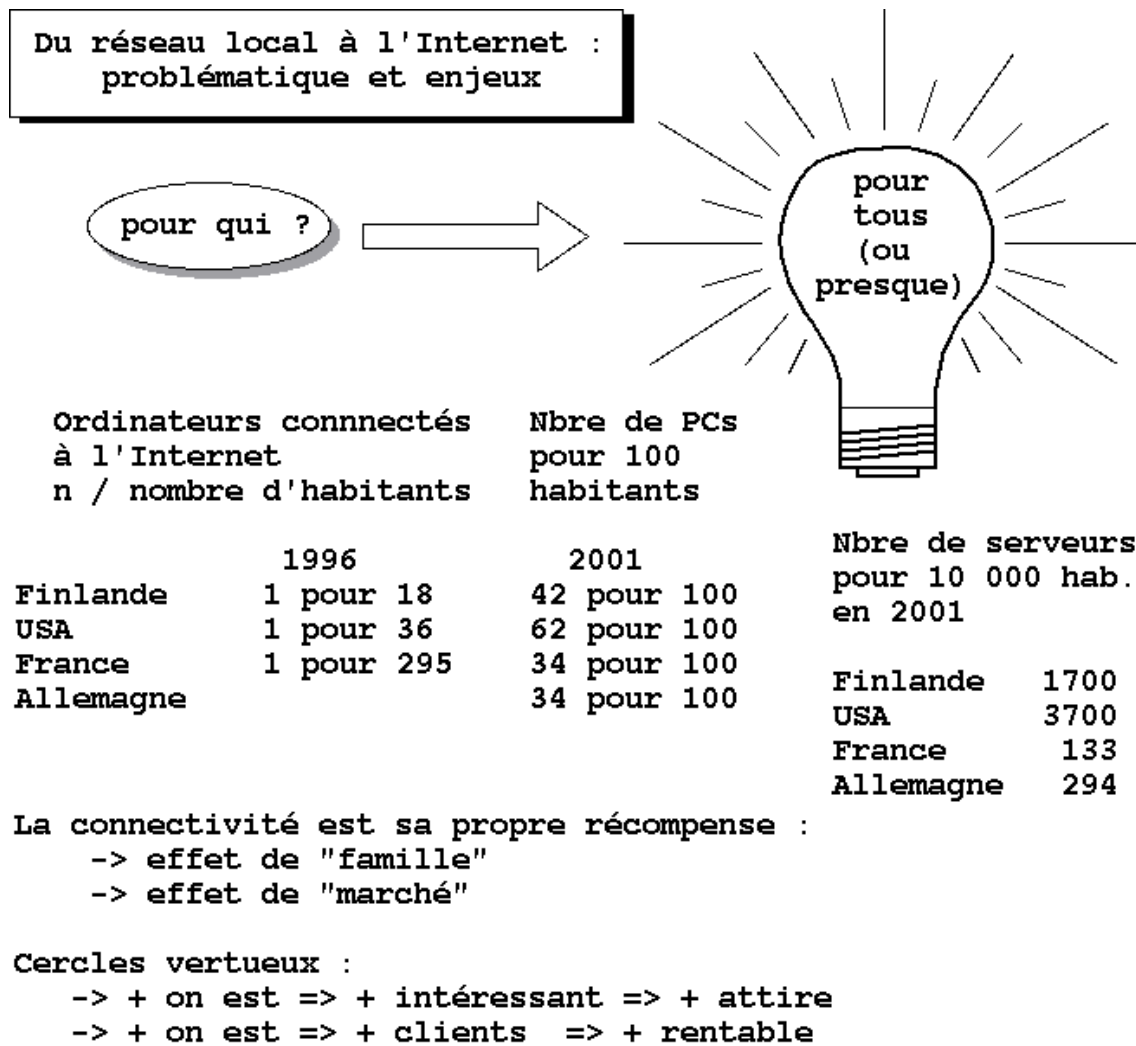 Du réseau local à l'Internet :
problématique et enjeux
pour qui ?
pour
tous
(ou
presque)
Ordinateurs connnectés
à l'Internet
n / nombre d'habitants
Nbre de PCs
pour 100
habitants
1996 2001
Finlande 1 pour 18 42 pour 100
USA 1 pour 36 62 pour 100
France 1 pour 295 34 pour 100
Allemagne 34 pour 100
Nbre de serveurs
pour 10 000 hab.
en 2001
Finlande 1700
USA 3700
France 133
Allemagne 294
La connectivité est sa propre récompense :
-> effet de "famille"
-> effet de "marché"
Cercles vertueux :
-> + on est => + intéressant => + attire
-> + on est => + clients => + rentable